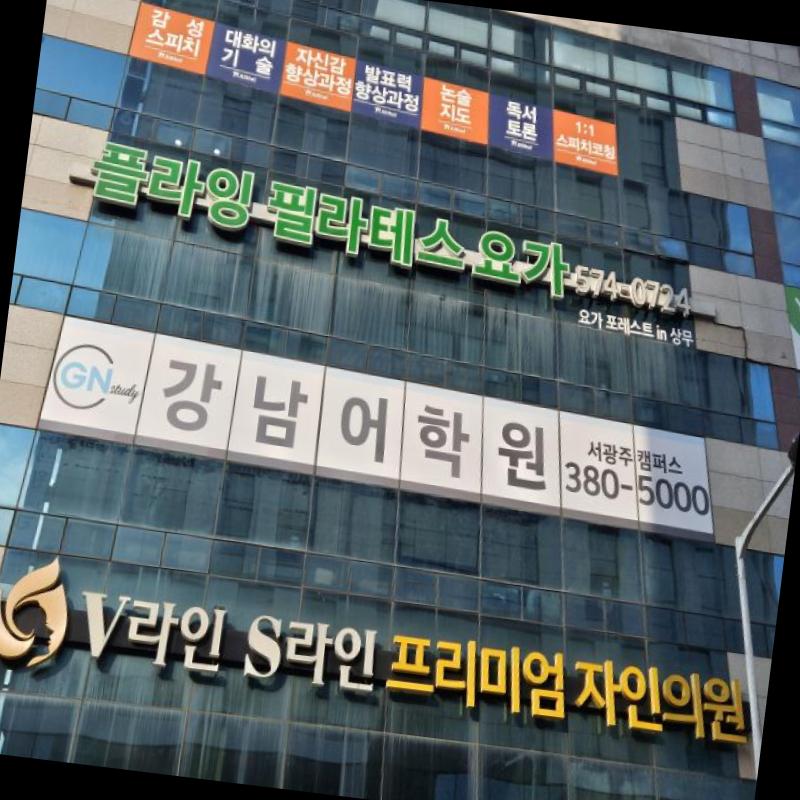 감 성
스피치
대화의
기 술
자신감
향상과정
발표력
향상과정
논술
지도
독서
토론
1:1
스피치코칭
플라잉 필라테스 요가 574-0724
요가 포레스트 in 상무
GN study
강남어학원
서광주 캠퍼스
380-5000
V라인 S라인 프리미엄 자인의원